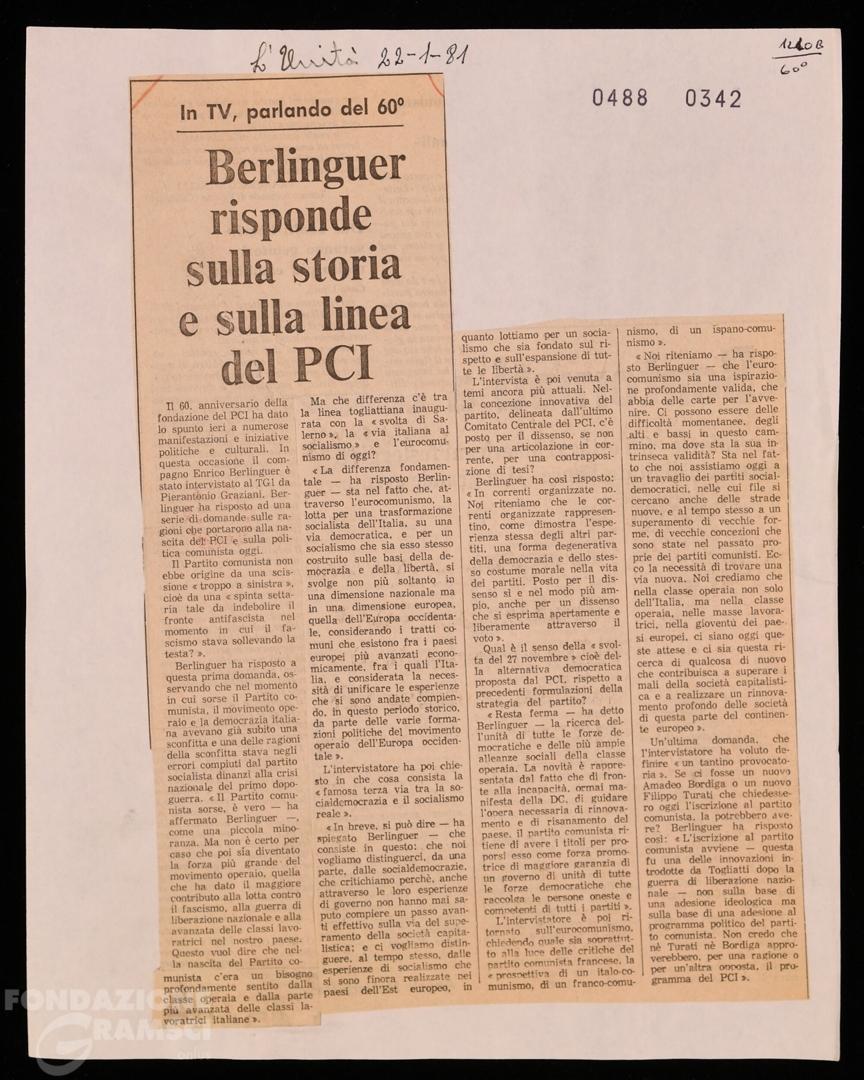 L'Unità 22-1-81
60°
0488 0342
In TV, parlando del 60°
Berlinguer
risponde
sulla storia
e sulla linea
del PCI
Il 60. anniversario della
fondazione del PCI ha dato
lo spunto ieri a numerose
manifestazioni e iniziative
politiche e culturali. In
questa occasione il com-
pagno Enrico Berlinguer è
stato intervistato al TG1 da
Pierantonio Graziani. Ber-
linguer ha risposto ad una
serie di domande sulle ra-
gioni che portarono alla na-
scita del PCI e sulla poli-
tica comunista oggi.
Il Partito comunista non
ebbe origine da una scis-
sione « troppo a sinistra »,
cioè da una « spinta setta-
ria tale da indebolire il
fronte antifascista nel
momento in cui il fa-
scismo stava sollevando la
testa? ».
Berlinguer ha risposto a
questa prima domanda, os-
servando che nel momento
in cui sorse il Partito co-
munista, il movimento ope-
raio e la democrazia italia-
na avevano già subito una
sconfitta e una delle ragioni
della sconfitta stava negli
errori compiuti dal partito
socialista dinanzi alla crisi
nazionale del primo dopo-
guerra. « Il Partito comu-
nista sorse, è vero — ha
affermato Berlinguer —,
come una piccola mino-
ranza. Ma non è certo per
caso che poi sia diventato
la forza più grande del
movimento operaio, quella
che ha dato il maggiore
contributo alla lotta contro
il fascismo, alla guerra di
liberazione nazionale e alla
avanzata delle classi lavo-
ratrici nel nostro paese.
Questo vuol dire che nel-
la nascita del Partito co-
munista c'era un bisogno
profondamente sentito dalla
classe operaia e dalla parte
più avanzata delle classi la-
voratrici italiane ».
Ma che differenza c'è tra
la linea togliattiana inaugu-
rata con la « svolta di Sa-
lerno », la « via italiana al
socialismo » e l'eurocomu-
nismo di oggi?
« La differenza fondamen-
tale — ha risposto Berlin-
guer — sta nel fatto che, at-
traverso l'eurocomunismo, la
lotta per una trasformazione
socialista dell'Italia, su una
via democratica, e per un
socialismo che sia esso stesso
costruito sulle basi della de-
mocrazia e della libertà, si
svolge non più soltanto in
una dimensione nazionale ma
in una dimensione europea,
quella dell'Europa occidenta-
le, considerando i tratti co-
muni che esistono fra i paesi
europei più avanzati econo-
micamente, fra i quali l'Ita-
lia, e considerata la neces-
sità di unificare le esperienze
che si sono andate compien-
do, in questo periodo storico,
da parte delle varie forma-
zioni politiche del movimento
operaio dell'Europa occiden-
tale ».
L'intervistatore ha poi chie-
sto in che cosa consista la
« famosa terza via tra la so-
cialdemocrazia e il socialismo
reale ».
« In breve, si può dire — ha
spiegato Berlinguer — che
consiste in questo: che noi
vogliamo distinguerci, da una
parte, dalle socialdemocrazie,
che critichiamo perchè, anche
attraverso le loro esperienze
di governo non hanno mai sa-
puto compiere un passo avan-
ti effettivo sulla via del supe-
ramento della società capita-
listica; e ci vogliamo distin-
guere, al tempo stesso, dalle
esperienze di socialismo che
si sono finora realizzate nei
paesi dell'Est europeo, in
quanto lottiamo per un socia-
lismo che sia fondato sul ri-
spetto e sull'espansione di tut-
te le libertà ».
L'intervista è poi venuta a
temi ancora più attuali. Nel-
la concezione innovativa del
partito, delineata dall'ultimo
Comitato Centrale del PCI, c'è
posto per il dissenso, se non
per una articolazione in cor-
rente, per una contrapposi-
zione di tesi?
Berlinguer ha così risposto:
« In correnti organizzate no.
Noi riteniamo che le cor-
renti organizzate rappresen-
tino, come dimostra l'espe-
rienza stessa degli altri par-
titi, una forma degenerativa
della democrazia e dello stes-
so costume morale nella vita
dei partiti. Posto per il dis-
senso sì e nel modo più am-
pio, anche per un dissenso
che si esprima apertamente e
liberamente attraverso il
voto ».
Qual è il senso della « svol-
ta del 27 novembre » cioè del-
la alternativa democratica
proposta dal PCI, rispetto a
precedenti formulazioni della
strategia del partito?
« Resta ferma — ha detto
Berlinguer — la ricerca del-
l'unità di tutte le forze de-
mocratiche e delle più ampie
alleanze sociali della classe
operaia. La novità è rappre-
sentata dal fatto che di fron-
te alla incapacità, ormai ma-
nifesta della DC, di guidare
l'opera necessaria di rinnova-
mento e di risanamento del
paese, il partito comunista ri-
tiene di avere i titoli per pro-
porsi esso come forza promo-
trice di maggiore garanzia di
un governo di unità di tutte
le forze democratiche che
raccolga le persone oneste e
competenti di tutti i partiti ».
L'intervistatore è poi ri-
tornato sull'eurocomunismo,
chiedendo quale sia soprattut-
to alla luce delle critiche del
partito comunista francese, la
« prospettiva di un italo-co-
munismo, di un franco-comu-
nismo, di un ispano-comu-
nismo ».
« Noi riteniamo — ha rispo-
sto Berlinguer — che l'euro-
comunismo sia una ispirazio-
ne profondamente valida, che
abbia delle carte per l'avve-
nire. Ci possono essere delle
difficoltà momentanee, degli
alti e bassi in questo cam-
mino, ma dove sta la sua in-
trinseca validità? Sta nel fat-
to che noi assistiamo oggi a
un travaglio dei partiti social-
democratici, nelle cui file si
cercano anche delle strade
nuove, e al tempo stesso a un
superamento di vecchie for-
me, di vecchie concezioni che
sono state nel passato pro-
prie dei partiti comunisti. Ec-
co la necessità di trovare una
via nuova. Noi crediamo che
nella classe operaia non solo
dell'Italia, ma nella classe
operaia, nelle masse lavora-
trici, nella gioventù dei pae-
si europei, ci siano oggi que-
ste attese e ci sia questa ri-
cerca di qualcosa di nuovo
che contribuisca a superare i
mali della società capitalisti-
ca e a realizzare un rinnova-
mento profondo delle società
di questa parte del continen-
te europeo ».
Un'ultima domanda, che
l'intervistatore ha voluto de-
finire « un tantino provocato-
ria ». Se ci fosse un nuovo
Amadeo Bordiga o un nuovo
Filippo Turati che chiedesse-
ro oggi l'iscrizione al partito
comunista, la potrebbero ave-
re? Berlinguer ha risposto
così: « L'iscrizione al partito
comunista avviene — questa
fu una delle innovazioni in-
trodotte da Togliatti dopo la
guerra di liberazione nazio-
nale — non sulla base di
una adesione ideologica ma
sulla base di una adesione al
programma politico del parti-
to comunista. Non credo che
nè Turati nè Bordiga appro-
verebbero, per una ragione o
per un'altra opposta, il pro-
gramma del PCI ».
FONDAZIONE
GRAMSCI
online